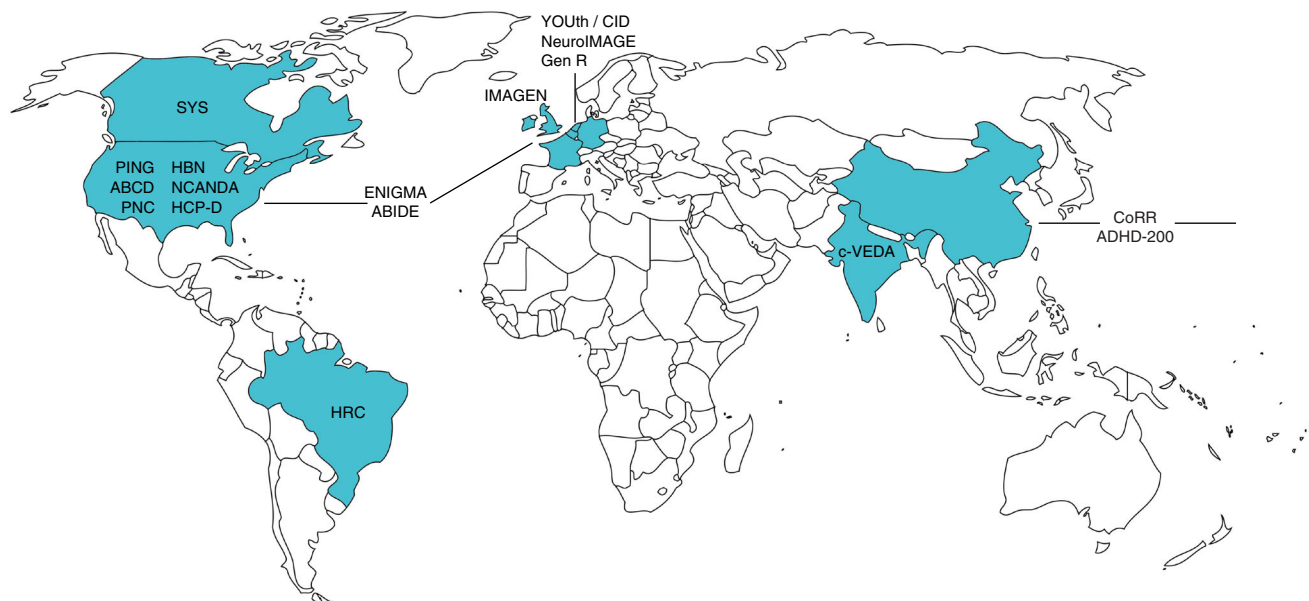 YOUth / CID
NeuroIMAGE
Gen R
IMAGEN
SYS
PING HBN
ABCD NCANDA
PNC HCP-D
ENIGMA
ABIDE
CoRR
ADHD-200
c-VEDA
HRC